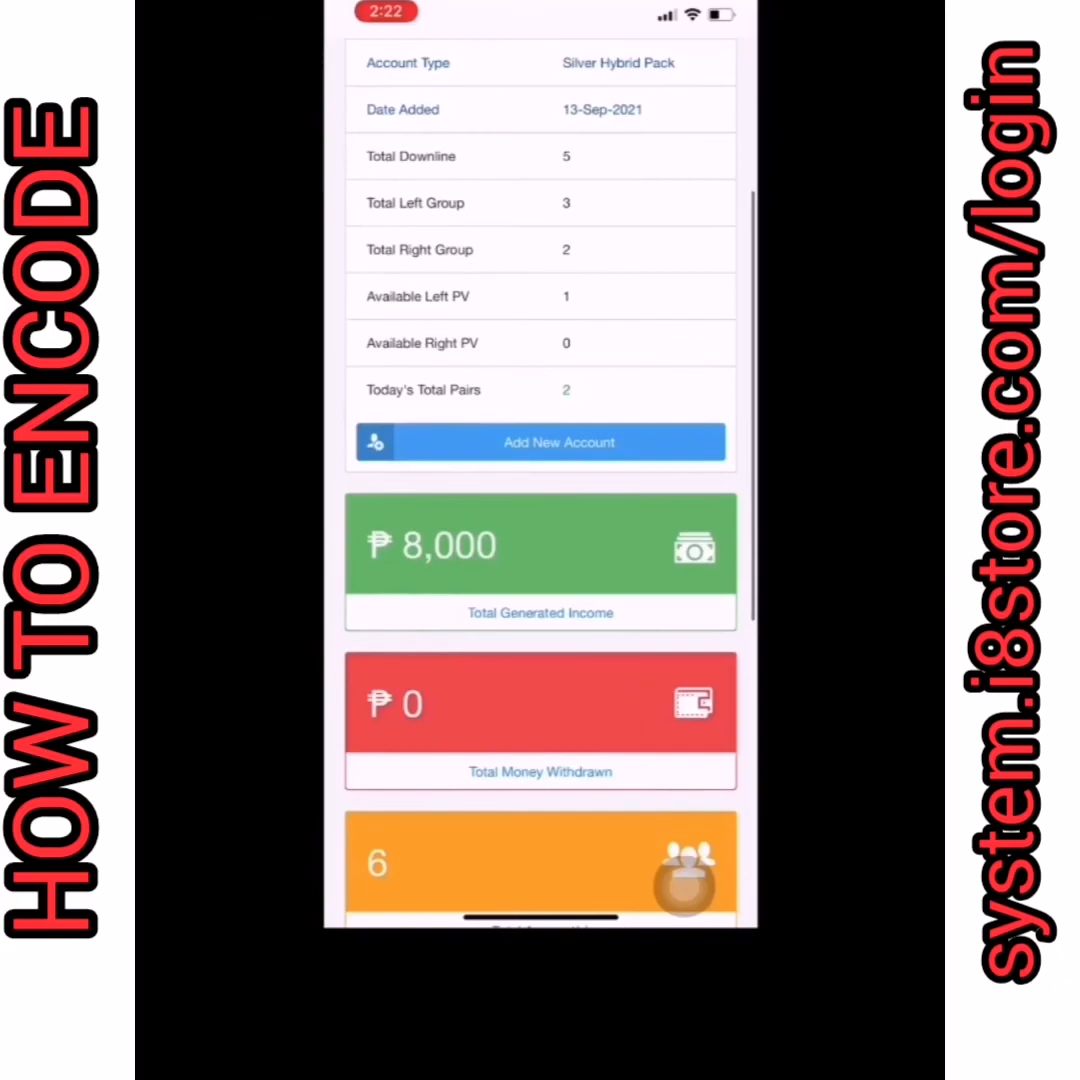 HOW TO ENCODE
2:22
Account Type Silver Hybrid Pack
Date Added 13-Sep-2021
Total Downline 5
Total Left Group 3
Total Right Group 2
Available Left PV 1
Available Right PV 0
Today's Total Pairs 2
Add New Account
₱ 8,000
Total Generated Income
₱ 0
Total Money Withdrawn
6
system.i8store.com/login